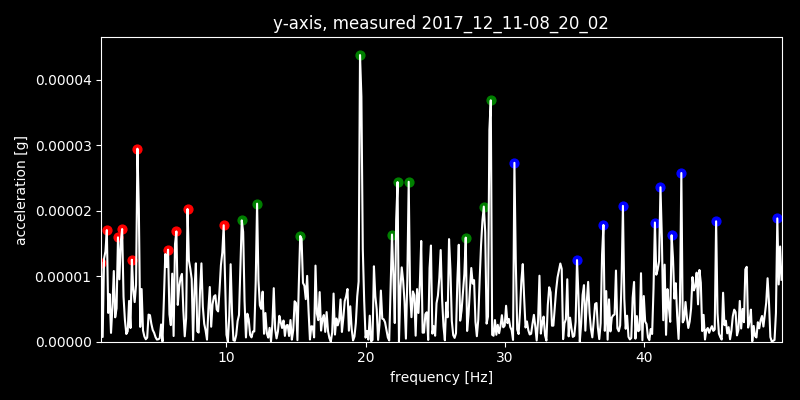 y-axis, measured 2017_12_11-08_20_02
acceleration [g]
0.00004
0.00003
0.00002
0.00001
0.00000
10 20 30 40
frequency [Hz]